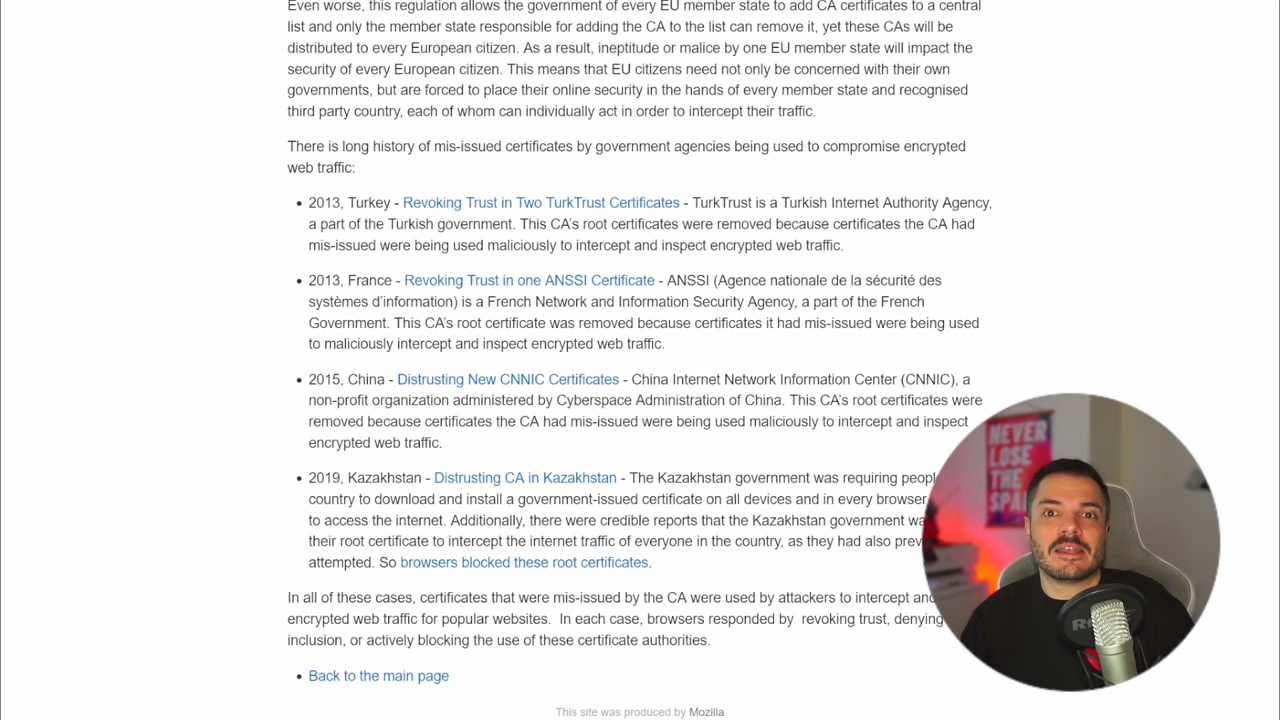 Even worse, this regulation allows the government of every EU member state to add CA certificates to a central
list and only the member state responsible for adding the CA to the list can remove it, yet these CAs will be
distributed to every European citizen. As a result, ineptitude or malice by one EU member state will impact the
security of every European citizen. This means that EU citizens need not only be concerned with their own
governments, but are forced to place their online security in the hands of every member state and recognised
third party country, each of whom can individually act in order to intercept their traffic.
There is long history of mis-issued certificates by government agencies being used to compromise encrypted
web traffic:
• 2013, Turkey - Revoking Trust in Two TurkTrust Certificates - TurkTrust is a Turkish Internet Authority Agency,
a part of the Turkish government. This CA's root certificates were removed because certificates the CA had
mis-issued were being used maliciously to intercept and inspect encrypted web traffic.
• 2013, France - Revoking Trust in one ANSSI Certificate - ANSSI (Agence nationale de la sécurité des
systèmes d'information) is a French Network and Information Security Agency, a part of the French
Government. This CA's root certificate was removed because certificates it had mis-issued were being used
to maliciously intercept and inspect encrypted web traffic.
• 2015, China - Distrusting New CNNIC Certificates - China Internet Network Information Center (CNNIC), a
non-profit organization administered by Cyberspace Administration of China. This CA's root certificates were
removed because certificates the CA had mis-issued were being used maliciously to intercept and inspect
encrypted web traffic.
• 2019, Kazakhstan - Distrusting CA in Kazakhstan - The Kazakhstan government was requiring peopl
country to download and install a government-issued certificate on all devices and in every browser
to access the internet. Additionally, there were credible reports that the Kazakhstan government wa
their root certificate to intercept the internet traffic of everyone in the country, as they had also prev
attempted. So browsers blocked these root certificates.
In all of these cases, certificates that were mis-issued by the CA were used by attackers to intercept and
encrypted web traffic for popular websites.  In each case, browsers responded by  revoking trust, denying
inclusion, or actively blocking the use of these certificate authorities.
• Back to the main page
This site was produced by Mozilla
NEVER
LOSE
THE
SPA